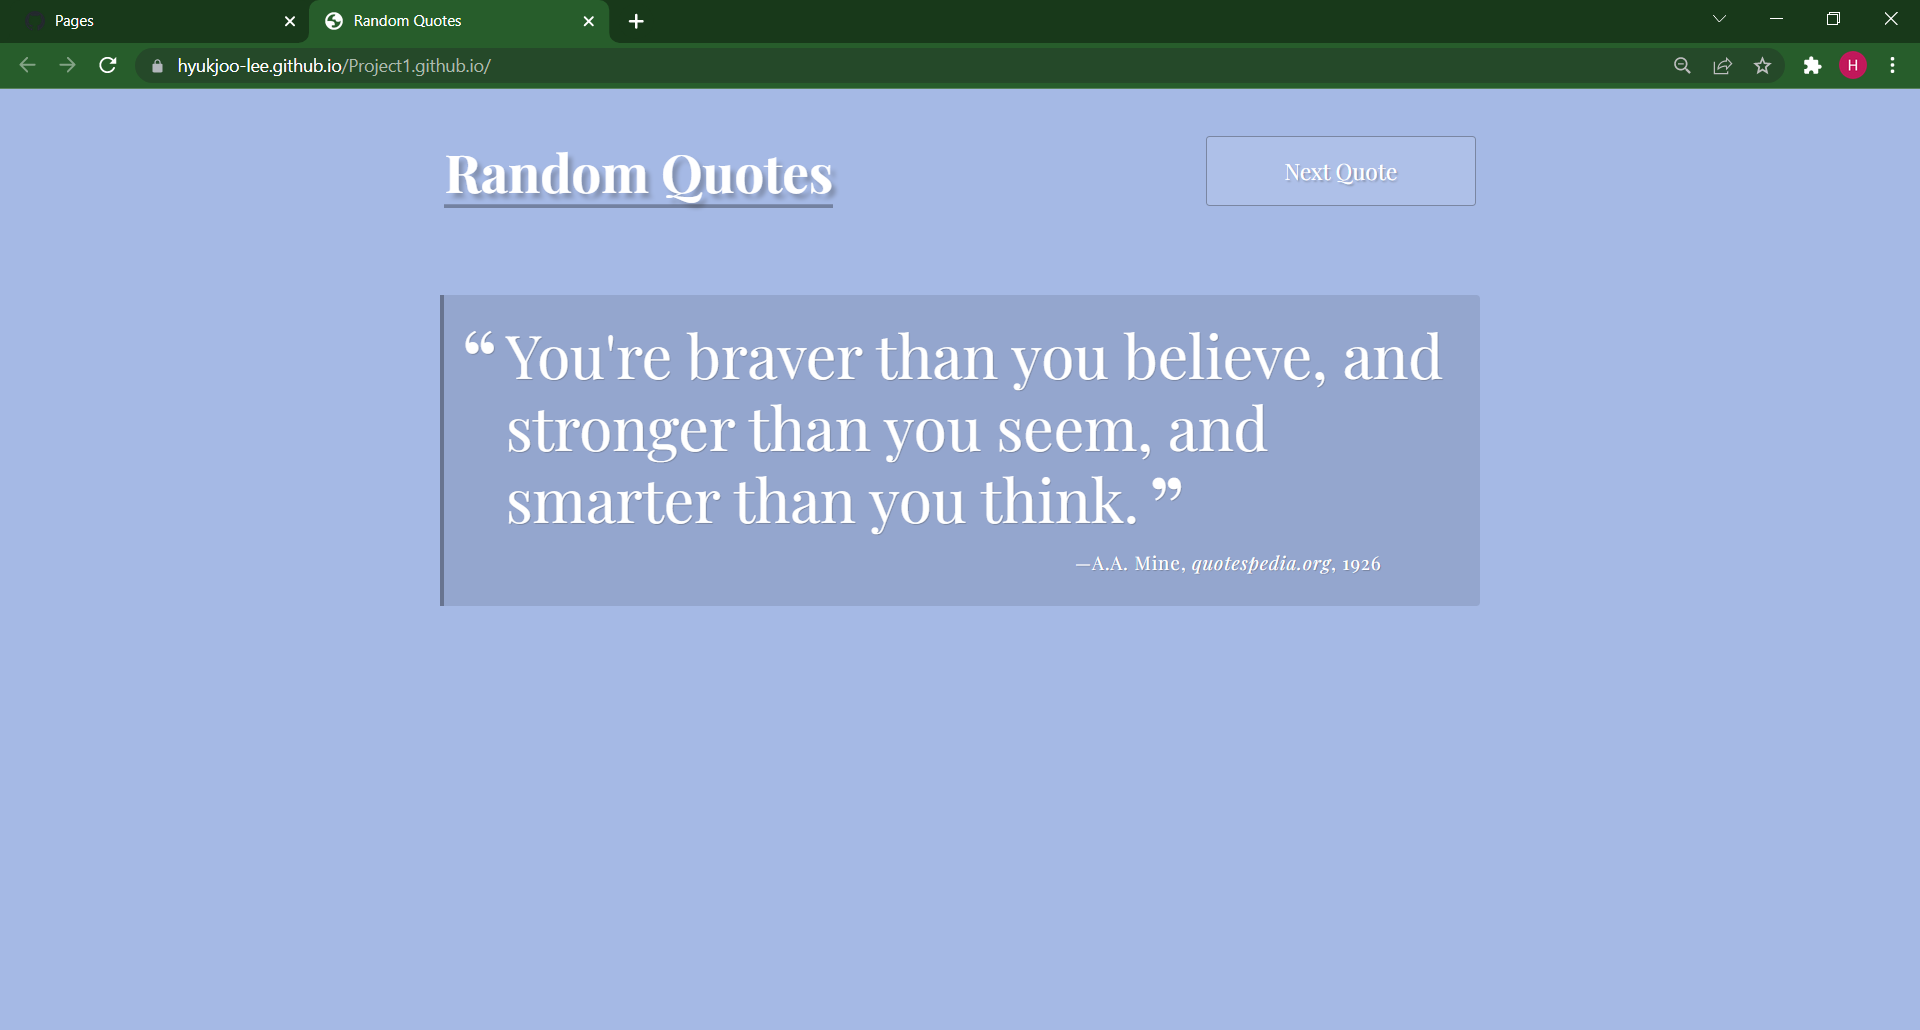 Pages
Random Quotes
hyukjoo-lee.github.io/Project1.github.io/
H
Random Quotes
Next Quote
❝ You're braver than you believe, and
stronger than you seem, and
smarter than you think. ❞
—A.A. Mine, quotespedia.org, 1926